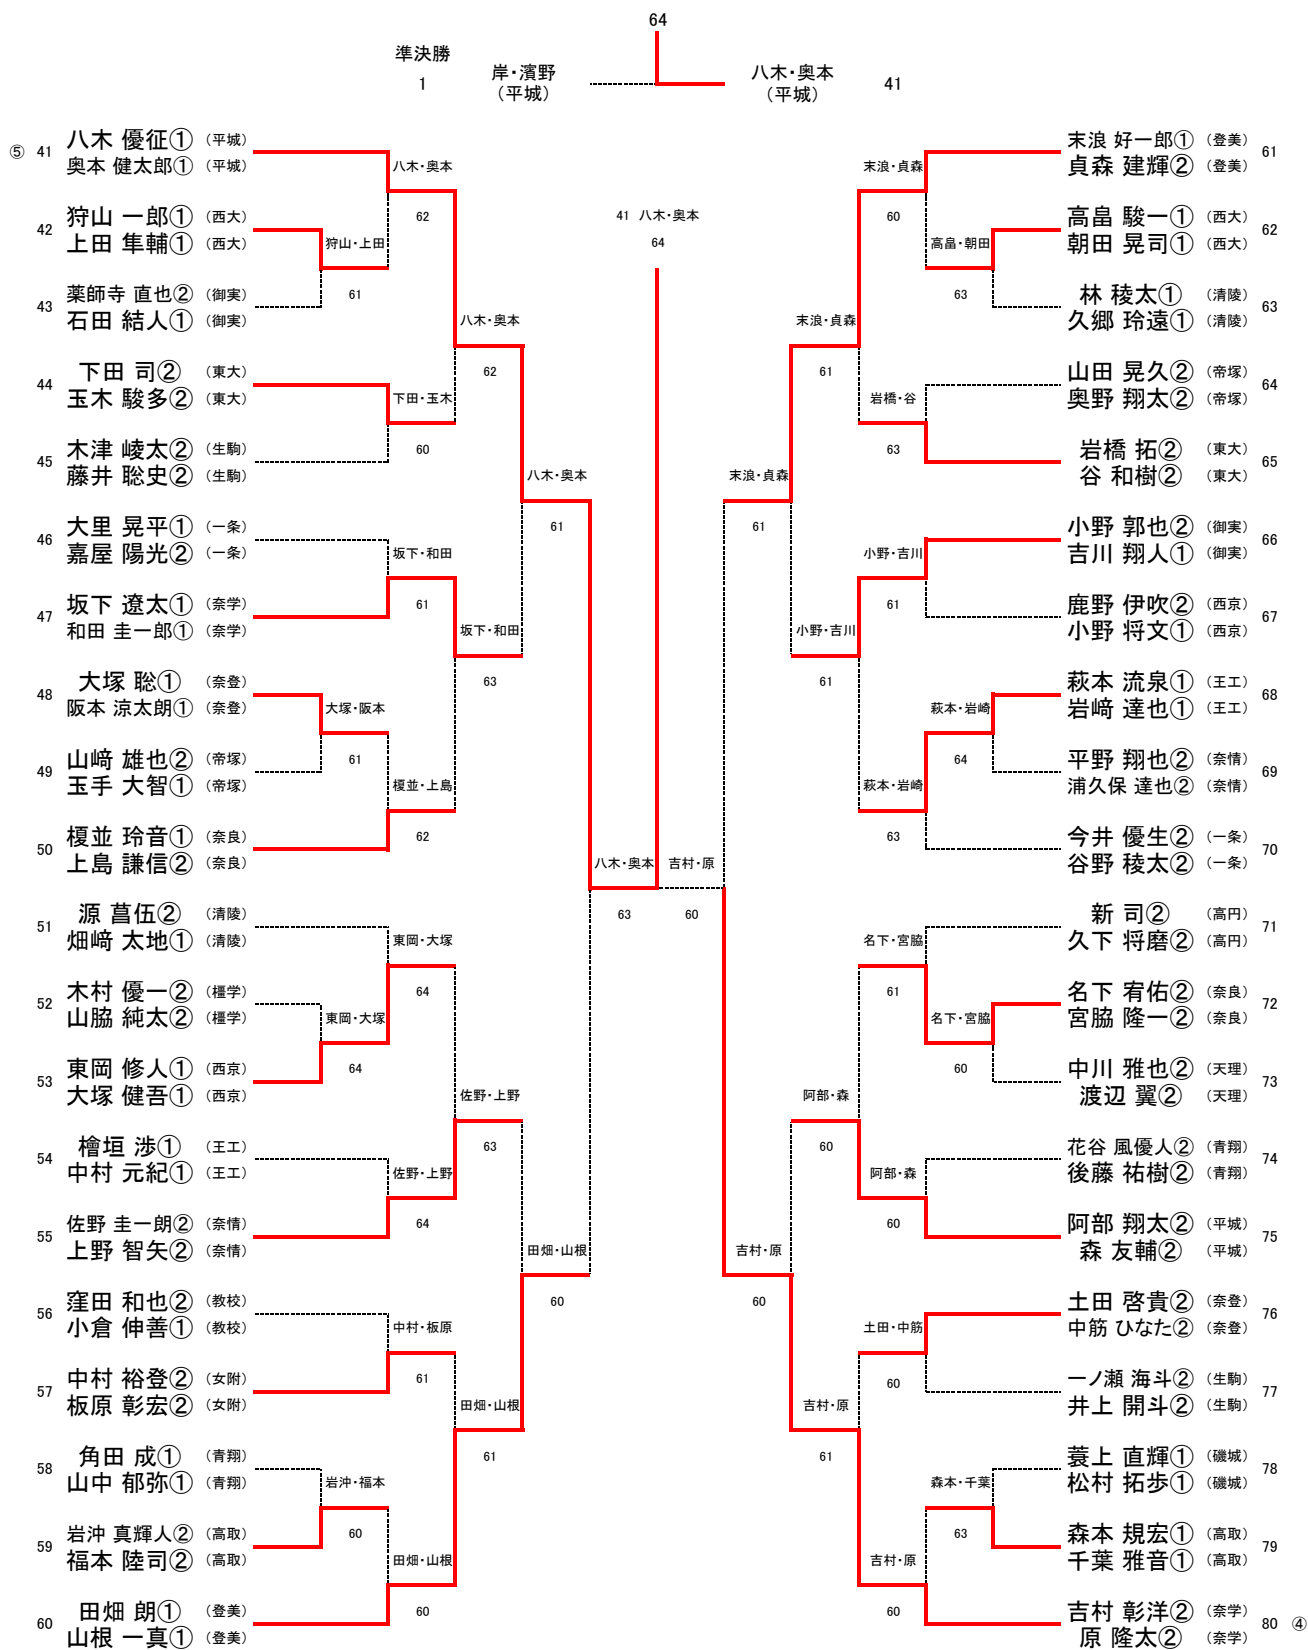 64
準決勝
1
岸・濱野
(平城)
八木・奥本
(平城)
41
⑤ 41 八木 優征① (平城)
奥本 健太郎① (平城)
42 狩山 一郎① (西大)
上田 隼輔① (西大)
43 薬師寺 直也② (御実)
石田 結人① (御実)
44 下田 司② (東大)
玉木 駿多② (東大)
45 木津 崚太② (生駒)
藤井 聡史② (生駒)
46 大里 晃平① (一条)
嘉屋 陽光② (一条)
47 坂下 遼太① (奈学)
和田 圭一郎① (奈学)
48 大塚 聡① (奈登)
阪本 涼太朗① (奈登)
49 山﨑 雄也② (帝塚)
玉手 大智① (帝塚)
50 榎並 玲音① (奈良)
上島 謙信② (奈良)
51 源 菖伍② (清陵)
畑﨑 太地① (清陵)
52 木村 優一② (橿学)
山脇 純太② (橿学)
53 東岡 修人① (西京)
大塚 健吾① (西京)
54 檜垣 渉① (王工)
中村 元紀① (王工)
55 佐野 圭一朗② (奈情)
上野 智矢② (奈情)
56 窪田 和也② (教校)
小倉 伸善① (教校)
57 中村 裕登② (女附)
板原 彰宏② (女附)
58 角田 成① (青翔)
山中 郁弥① (青翔)
59 岩沖 真輝人② (高取)
福本 陸司② (高取)
60 田畑 朗① (登美)
山根 一真① (登美)
狩山・上田
61
大塚・阪本
61
東岡・大塚
64
岩沖・福本
60
八木・奥本
62
下田・玉木
60
坂下・和田
61
榎並・上島
62
東岡・大塚
64
佐野・上野
64
中村・板原
61
田畑・山根
60
八木・奥本
62
坂下・和田
63
佐野・上野
63
田畑・山根
61
八木・奥本
61
田畑・山根
60
八木・奥本
63
41 八木・奥本
64
吉村・原
60
末浪・貞森
61
吉村・原
60
末浪・貞森
61
小野・吉川
61
阿部・森
60
吉村・原
61
末浪・貞森
60
岩橋・谷
63
小野・吉川
61
萩本・岩崎
63
名下・宮脇
61
阿部・森
60
土田・中筋
60
吉村・原
60
高畠・朝田
63
萩本・岩崎
64
名下・宮脇
60
森本・千葉
63
末浪 好一郎① (登美) 61
貞森 建輝② (登美)
高畠 駿一① (西大) 62
朝田 晃司① (西大)
林 稜太① (清陵) 63
久郷 玲遠① (清陵)
山田 晃久② (帝塚) 64
奥野 翔太② (帝塚)
岩橋 拓② (東大) 65
谷 和樹② (東大)
小野 郭也② (御実) 66
吉川 翔人① (御実)
鹿野 伊吹② (西京) 67
小野 将文① (西京)
萩本 流泉① (王工) 68
岩﨑 達也① (王工)
平野 翔也② (奈情) 69
浦久保 達也② (奈情)
今井 優生② (一条) 70
谷野 稜太② (一条)
新 司② (高円) 71
久下 将磨② (高円)
名下 宥佑② (奈良) 72
宮脇 隆一② (奈良)
中川 雅也② (天理) 73
渡辺 翼② (天理)
花谷 風優人② (青翔) 74
後藤 祐樹② (青翔)
阿部 翔太② (平城) 75
森 友輔② (平城)
土田 啓貴② (奈登) 76
中筋 ひなた② (奈登)
一ノ瀬 海斗② (生駒) 77
井上 開斗② (生駒)
蓑上 直輝① (磯城) 78
松村 拓歩① (磯城)
森本 規宏① (高取) 79
千葉 雅音① (高取)
吉村 彰洋② (奈学) 80 ④
原 隆太② (奈学)